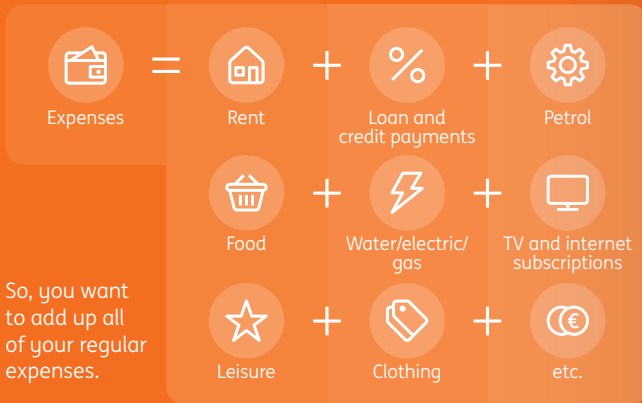 Expenses
=
Rent
+
Loan and
credit payments
+
Petrol
Food
+
Water/electric/
gas
+
TV and internet
subscriptions
So, you want
to add up all
of your regular
expenses.
Leisure
+
Clothing
+
€
etc.